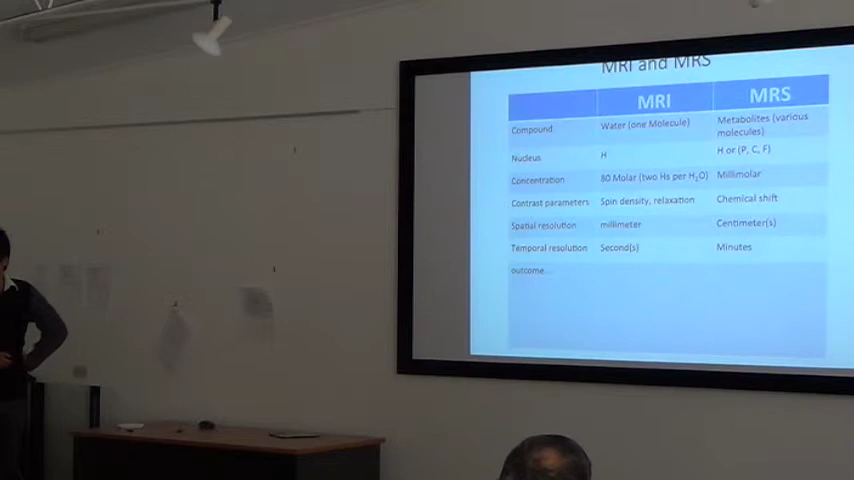 MRI and MRS
MRI MRS
Compound Water (one Molecule) Metabolites (various
molecules)
Nucleus H H or (P, C, F)
Concentration 80 Molar (two Hs per H₂O) Millimolar
Contrast parameters Spin density, relaxation Chemical shift
Spatial resolution millimeter Centimeter(s)
Temporal resolution Second(s) Minutes
outcome...